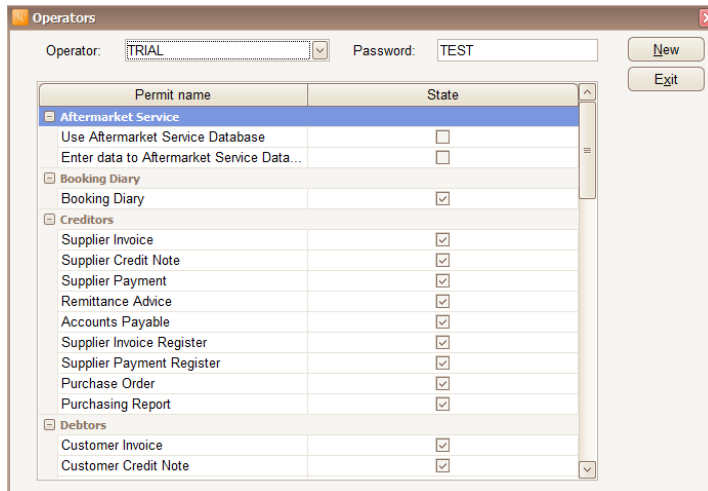 Operators
Operator: TRIAL Password: TEST New
Exit
Permit name State
Aftermarket Service
Use Aftermarket Service Database
Enter data to Aftermarket Service Data...
Booking Diary
Booking Diary
Creditors
Supplier Invoice
Supplier Credit Note
Supplier Payment
Remittance Advice
Accounts Payable
Supplier Invoice Register
Supplier Payment Register
Purchase Order
Purchasing Report
Debtors
Customer Invoice
Customer Credit Note